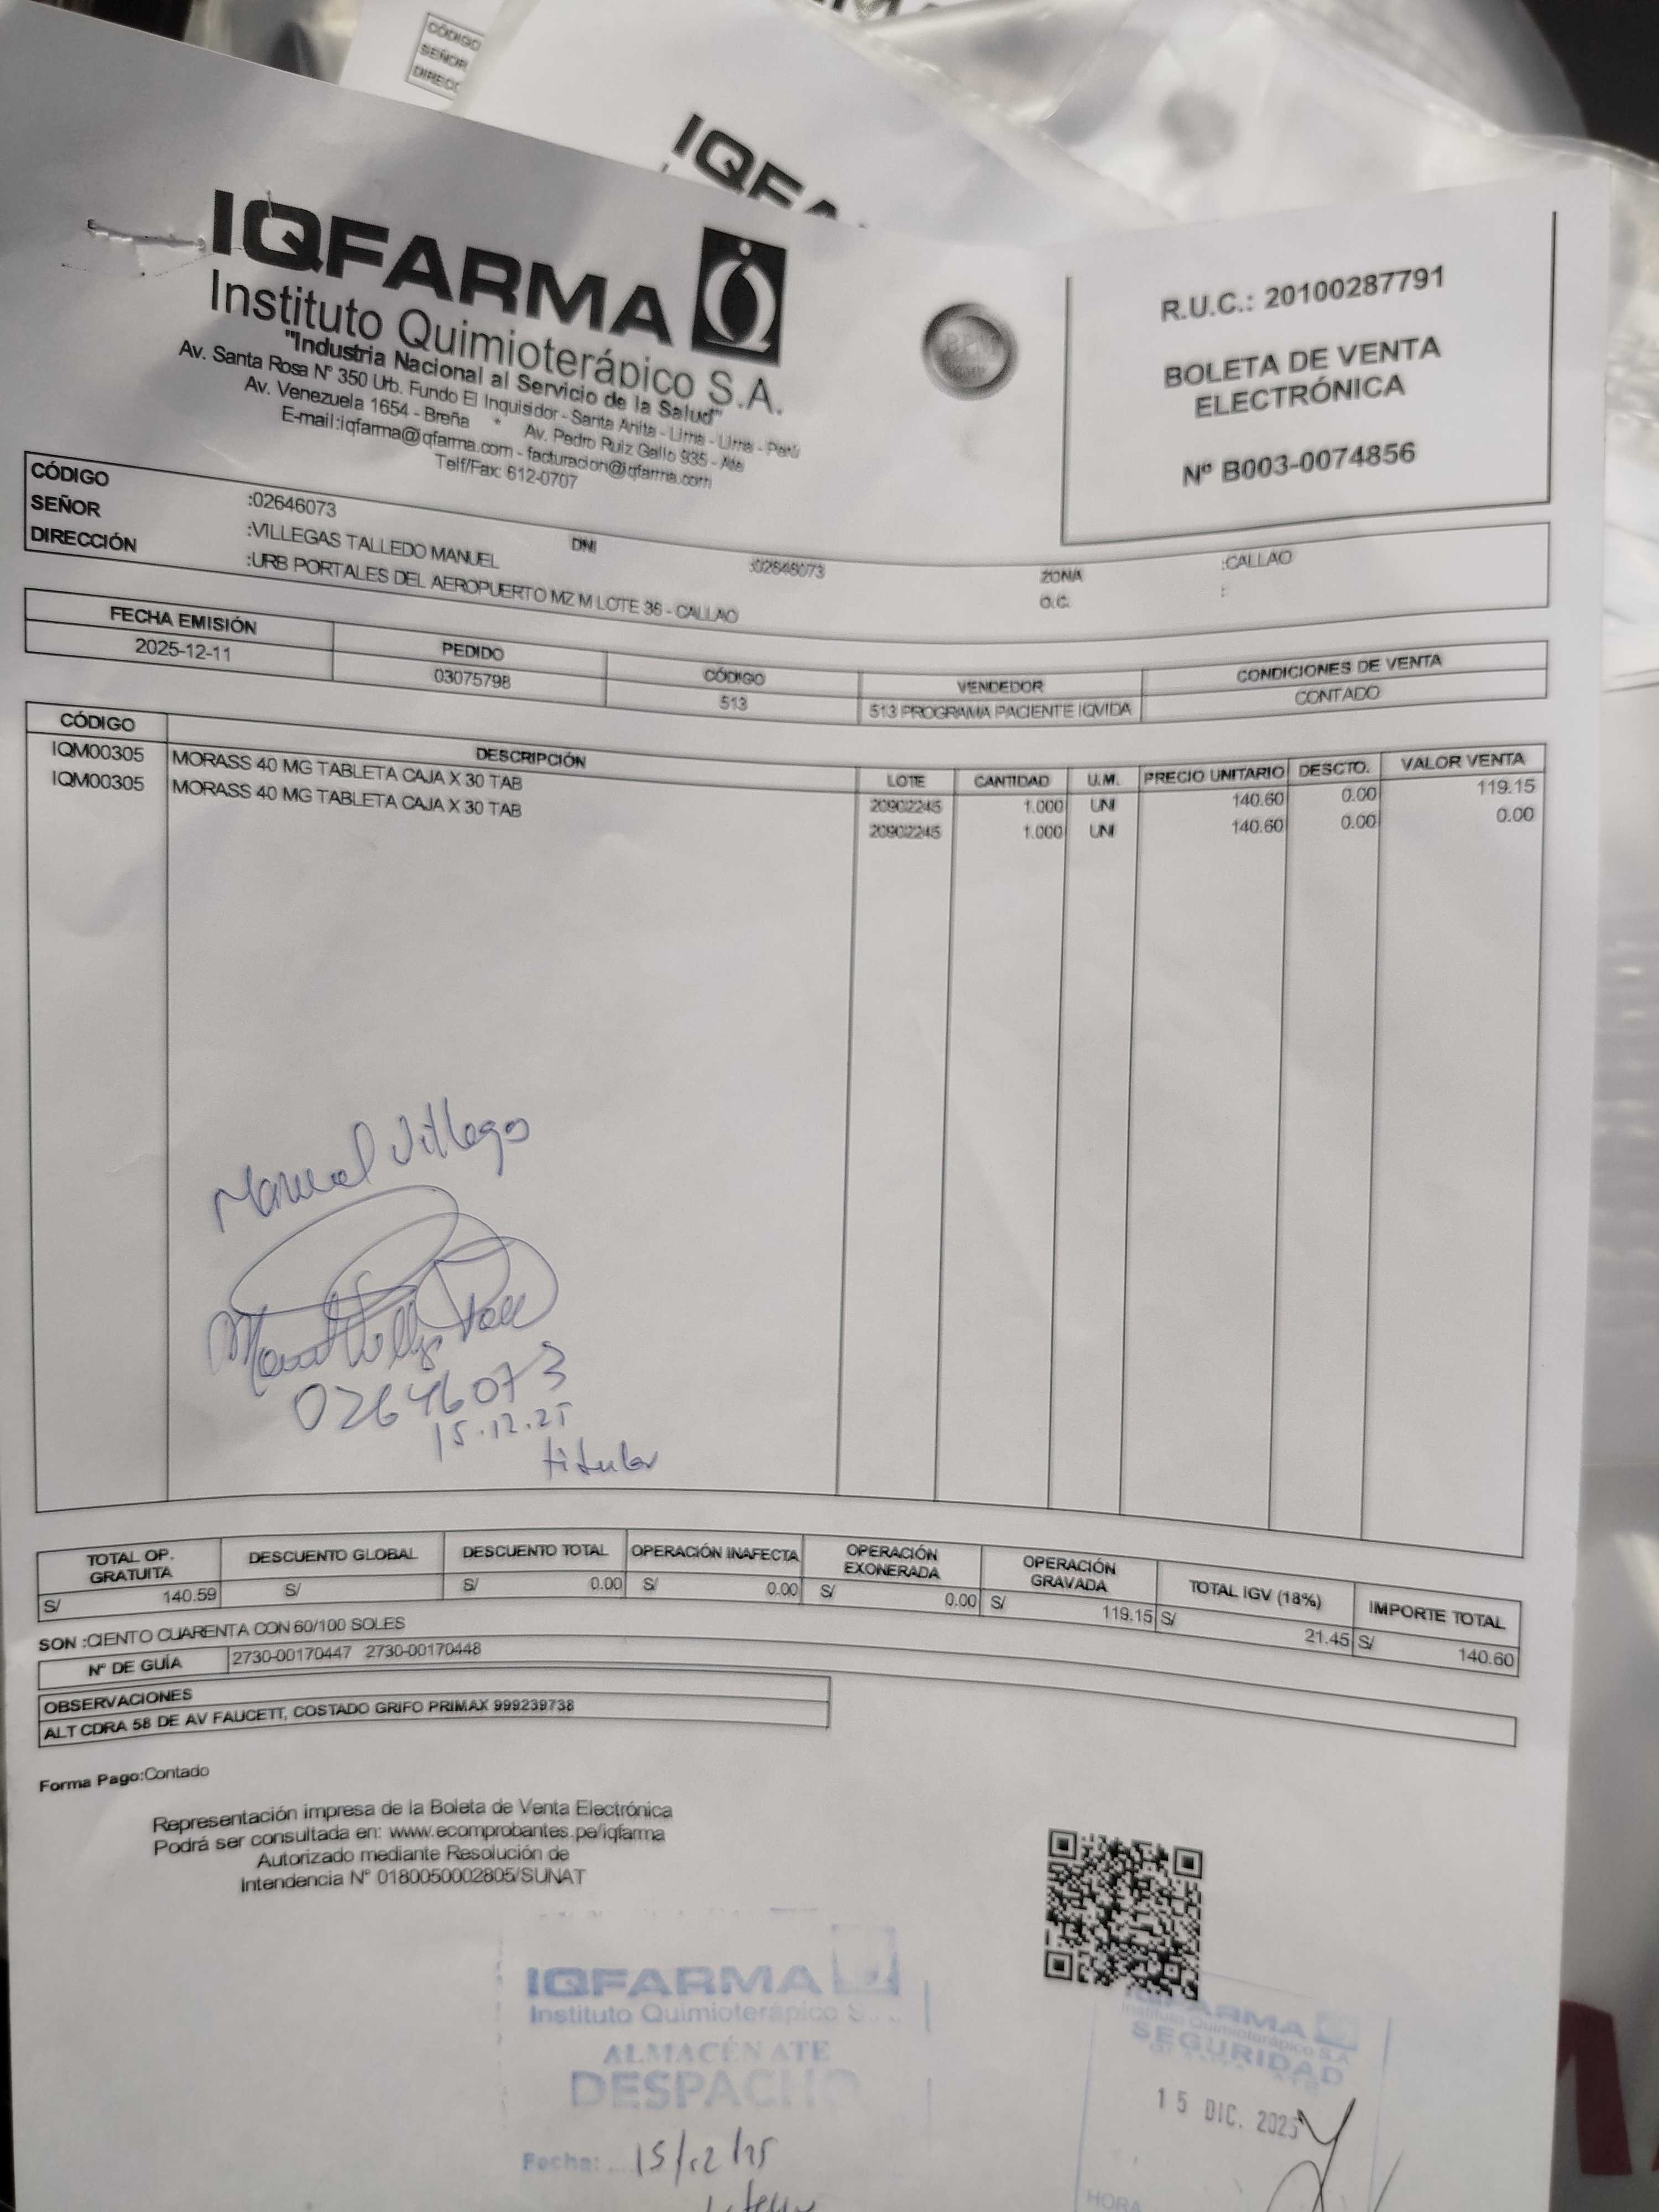 CÓDIGO
SEÑOR
DIREC
IQFA
IQFARMA
Instituto Quimioterápico S.A.
"Industria Nacional al Servicio de la Salud"
Av. Santa Rosa Nº 350 Urb. Fundo El Inquisidor - Santa Anita - Lima - Lima - Perú
Av. Venezuela 1654 - Breña * Av. Pedro Ruiz Gallo 935 - Ate
E-mail:iqfarma@iqfarma.com - facturacion@iqfarma.com
Telf/Fax: 612-0707
R.U.C.: 20100287791
BOLETA DE VENTA
ELECTRÓNICA
Nº B003-0074856
CÓDIGO :02646073 DNI :02646073 ZONA :CALLAO
SEÑOR :VILLEGAS TALLEDO MANUEL O.C. :
DIRECCIÓN :URB PORTALES DEL AEROPUERTO MZ M LOTE 36 - CALLAO
FECHA EMISIÓN PEDIDO CÓDIGO VENDEDOR CONDICIONES DE VENTA
2025-12-11 03075798 513 513 PROGRAMA PACIENTE IQVIDA CONTADO
CÓDIGO DESCRIPCIÓN LOTE CANTIDAD U.M. PRECIO UNITARIO DESCTO. VALOR VENTA
IQM00305 MORASS 40 MG TABLETA CAJA X 30 TAB 20902245 1.000 UNI 140.60 0.00 119.15
IQM00305 MORASS 40 MG TABLETA CAJA X 30 TAB 20902245 1.000 UNI 140.60 0.00 0.00
Manuel Villegas
02646073
15.12.25
titular
TOTAL OP. GRATUITA DESCUENTO GLOBAL DESCUENTO TOTAL OPERACIÓN INAFECTA OPERACIÓN EXONERADA OPERACIÓN GRAVADA TOTAL IGV (18%) IMPORTE TOTAL
S/ 140.59 S/ S/ 0.00 S/ 0.00 S/ 0.00 S/ 119.15 S/ 21.45 S/ 140.60
SON :CIENTO CUARENTA CON 60/100 SOLES
Nº DE GUÍA 2730-00170447 2730-00170448
OBSERVACIONES
ALT CDRA 58 DE AV FAUCETT, COSTADO GRIFO PRIMAX 999239738
Forma Pago:Contado
Representación impresa de la Boleta de Venta Electrónica
Podrá ser consultada en: www.ecomprobantes.pe/iqfarma
Autorizado mediante Resolución de
Intendencia Nº 0180050002805/SUNAT
IQFARMA
Instituto Quimioterápico S.
ALMACÉN ATE
DESPACHO
Fecha: 15/12/25
IQFARMA
Instituto Quimioterápico S.A
SEGURIDAD
15 DIC. 2025
HORA